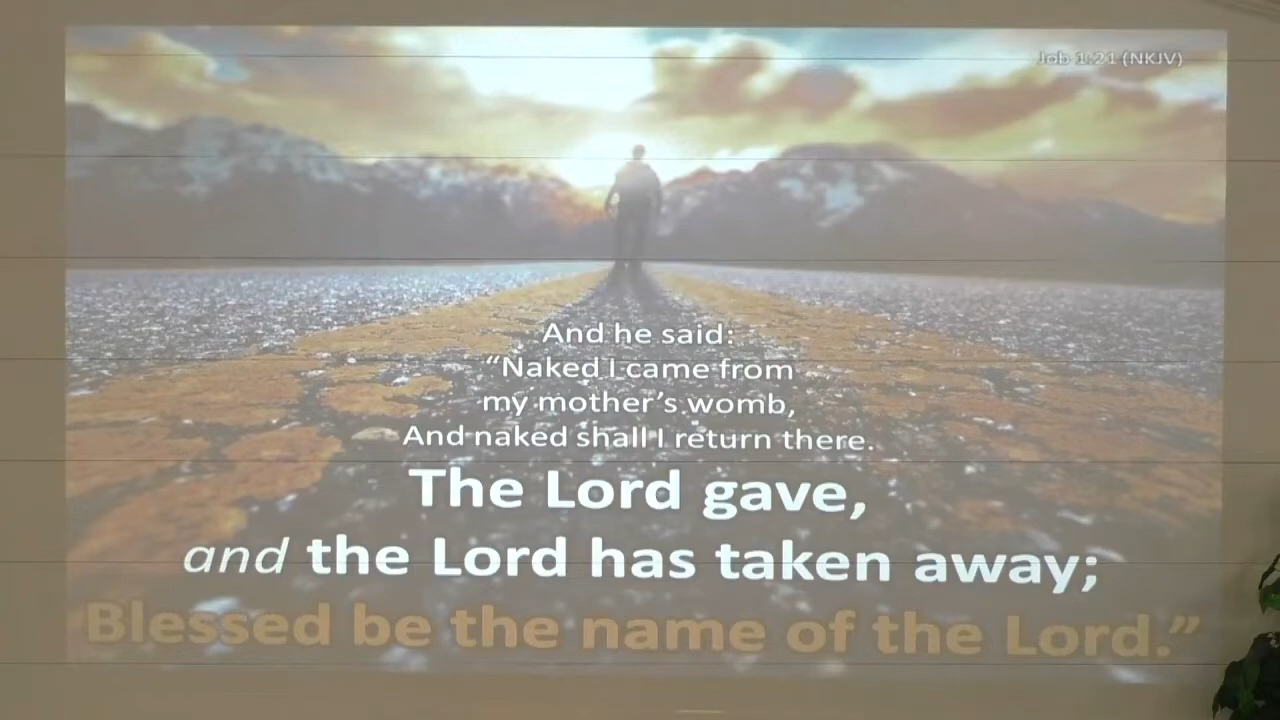 Job 1:21 (NKJV)
And he said:
“Naked I came from
my mother’s womb,
And naked shall I return there.
The Lord gave,
and the Lord has taken away;
Blessed be the name of the Lord.”